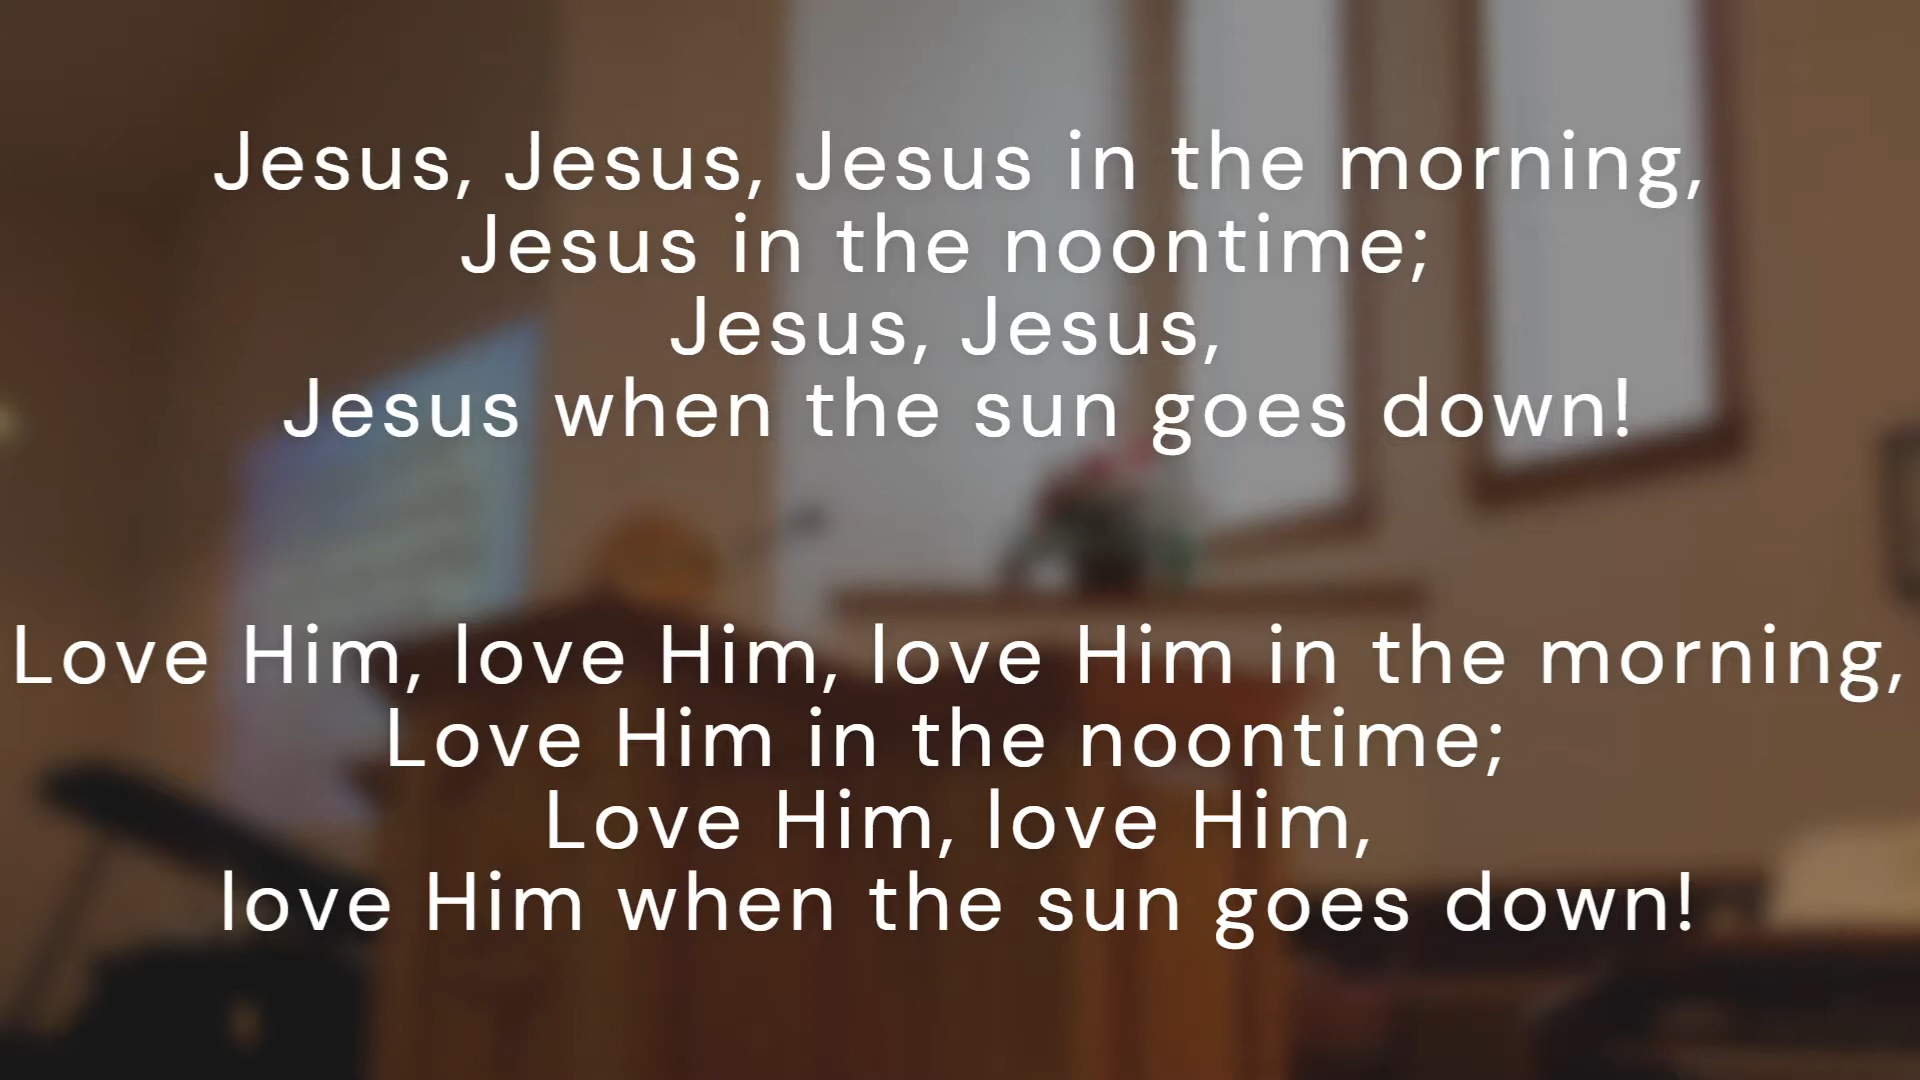 Jesus, Jesus, Jesus in the morning,
Jesus in the noontime;
Jesus, Jesus,
Jesus when the sun goes down!
Love Him, love Him, love Him in the morning,
Love Him in the noontime;
Love Him, love Him,
love Him when the sun goes down!